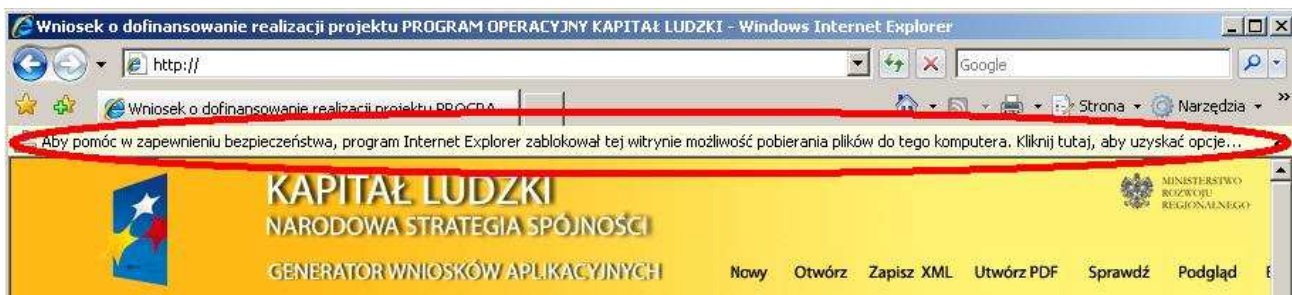 Wniosek o dofinansowanie realizacji projektu PROGRAM OPERACYJNY KAPITAŁ LUDZKI - Windows Internet Explorer
http://
Google
Wniosek o dofinansowanie realizacji projektu PROGRA...
Strona
Narzędzia
Aby pomóc w zapewnieniu bezpieczeństwa, program Internet Explorer zablokował tej witrynie możliwość pobierania plików do tego komputera. Kliknij tutaj, aby uzyskać opcje...
KAPITAŁ LUDZKI
NARODOWA STRATEGIA SPÓJNOŚCI
MINISTERSTWO
ROZWOJU
REGIONALNEGO
GENERATOR WNIOSKÓW APLIKACYJNYCH
Nowy Otwórz Zapisz XML Utwórz PDF Sprawdź Podgląd